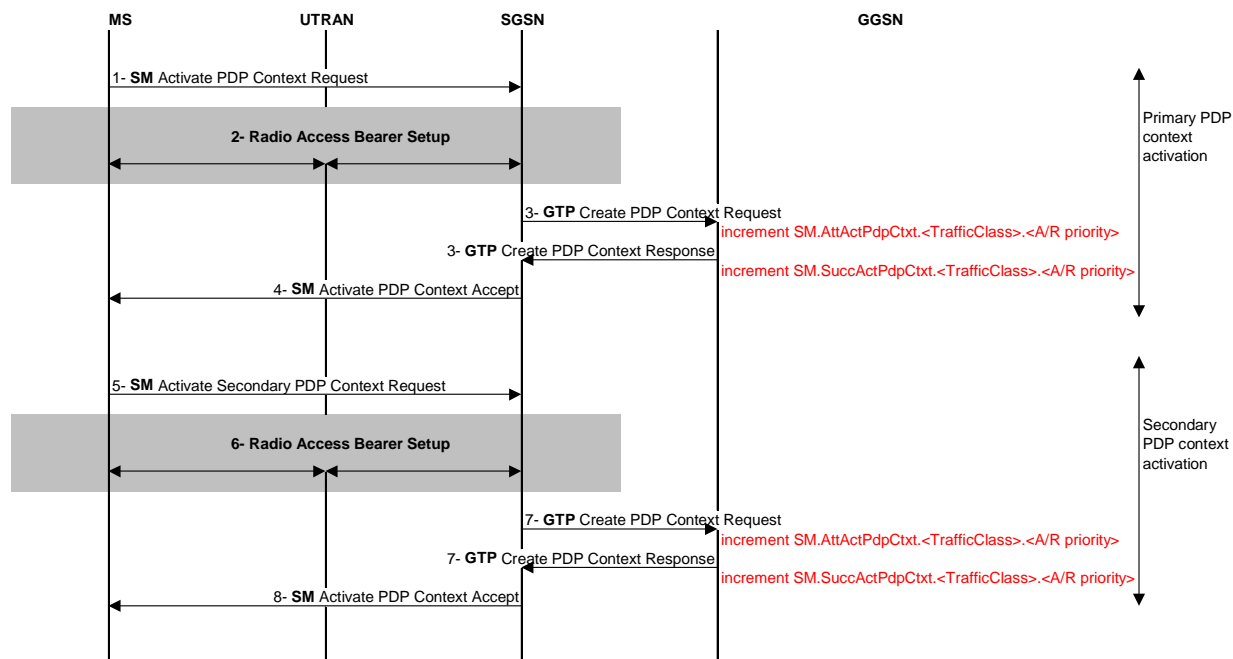 MS UTRAN SGSN GGSN
1- SM Activate PDP Context Request
Primary PDP
context
activation
2- Radio Access Bearer Setup
3- GTP Create PDP Context Request
increment SM.AttActPdpCtxt.<TrafficClass>.<A/R priority>
3- GTP Create PDP Context Response
increment SM.SuccActPdpCtxt.<TrafficClass>.<A/R priority>
4- SM Activate PDP Context Accept
5- SM Activate Secondary PDP Context Request
Secondary
PDP context
activation
6- Radio Access Bearer Setup
7- GTP Create PDP Context Request
increment SM.AttActPdpCtxt.<TrafficClass>.<A/R priority>
7- GTP Create PDP Context Response
increment SM.SuccActPdpCtxt.<TrafficClass>.<A/R priority>
8- SM Activate PDP Context Accept